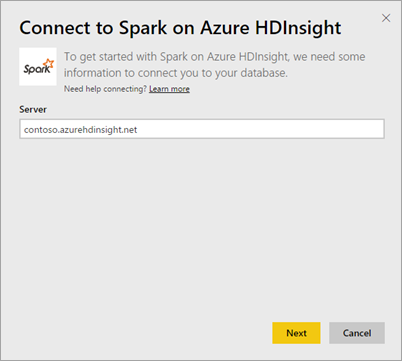 Connect to Spark on Azure HDInsight
Spark
To get started with Spark on Azure HDInsight, we need some
information to connect you to your database.
Need help connecting? Learn more
Server
contoso.azurehdinsight.net
Next
Cancel